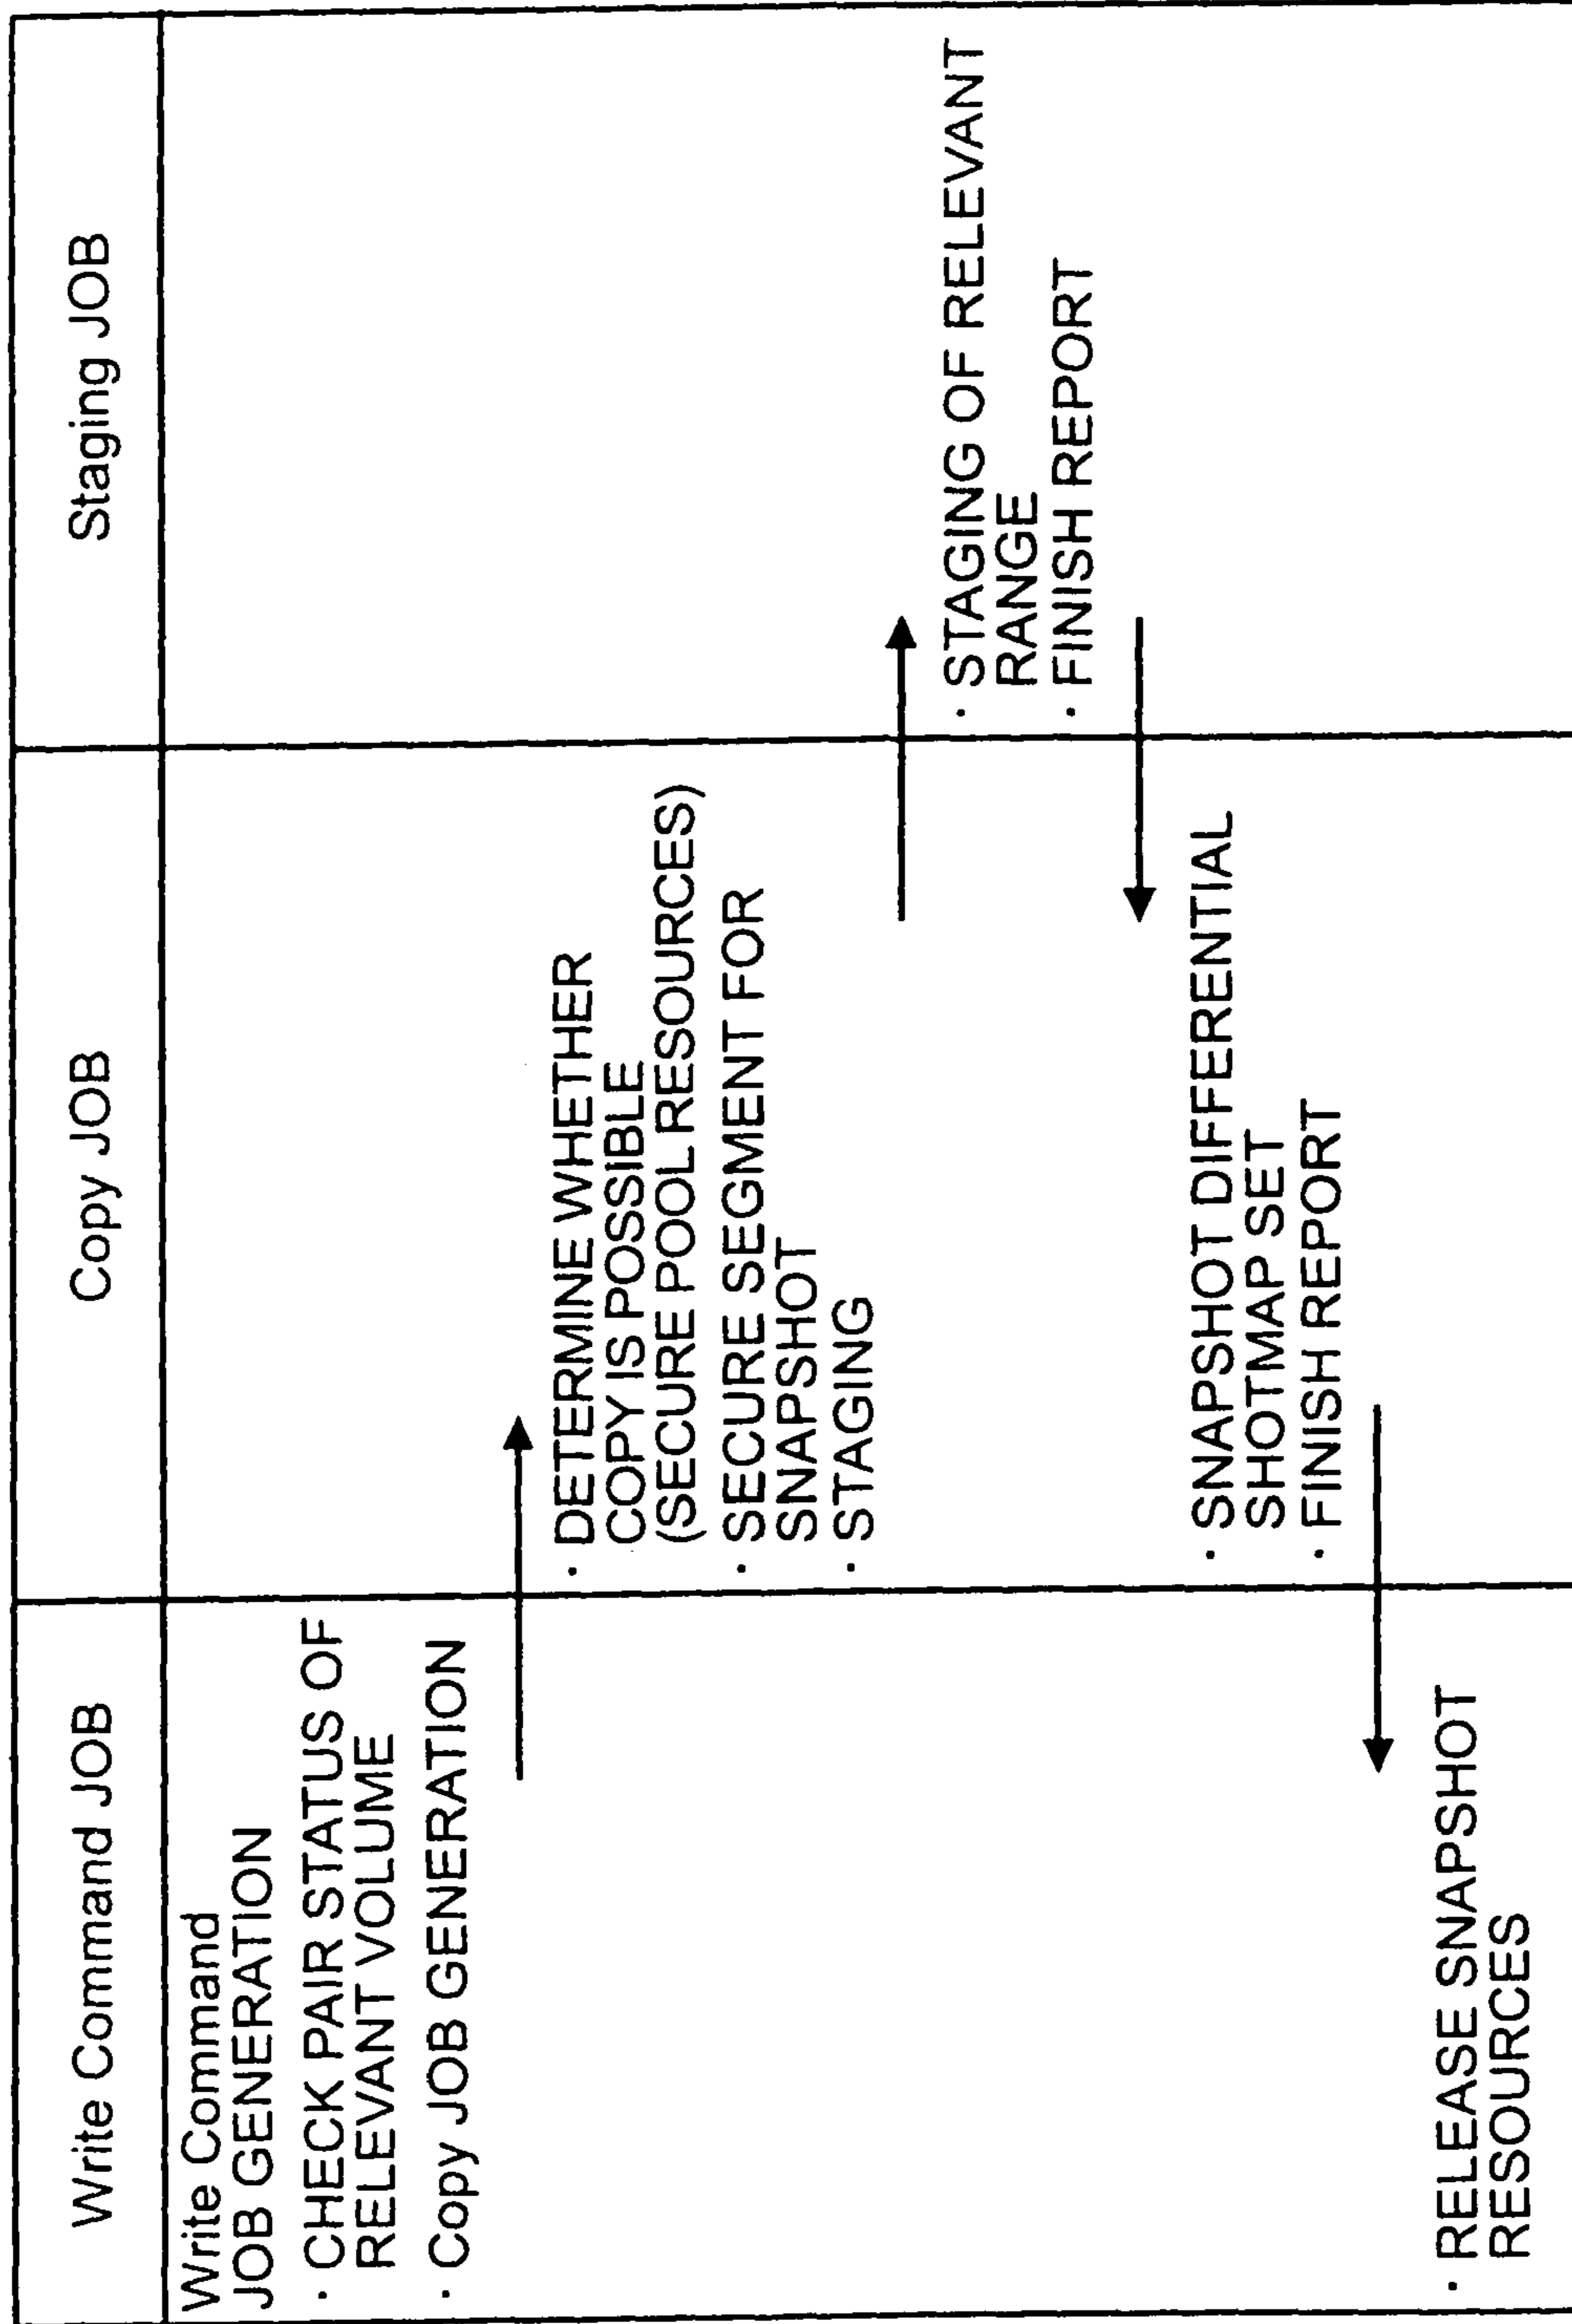 Write Command JOB
Copy JOB
Staging JOB
Write Command
JOB GENERATION
· CHECK PAIR STATUS OF
RELEVANT VOLUME
· Copy JOB GENERATION
· DETERMINE WHETHER
COPY IS POSSIBLE
(SECURE POOL RESOURCES)
· SECURE SEGMENT FOR
SNAPSHOT
· STAGING
· STAGING OF RELEVANT
RANGE
· FINISH REPORT
· SNAPSHOT DIFFERENTIAL
SHOTMAP SET
· FINISH REPORT
· RELEASE SNAPSHOT
RESOURCES